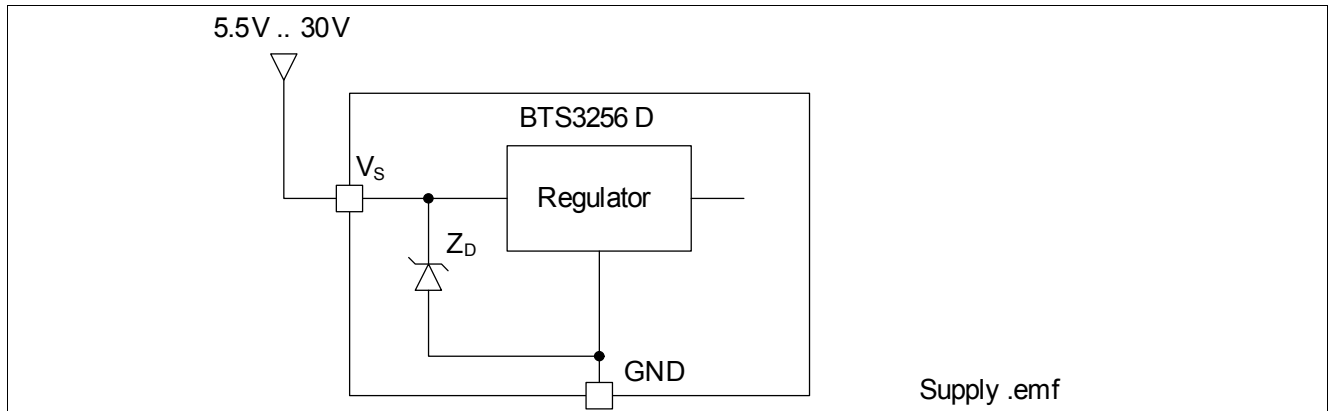 5.5V .. 30V
BTS3256 D
VS
Regulator
ZD
GND
Supply .emf